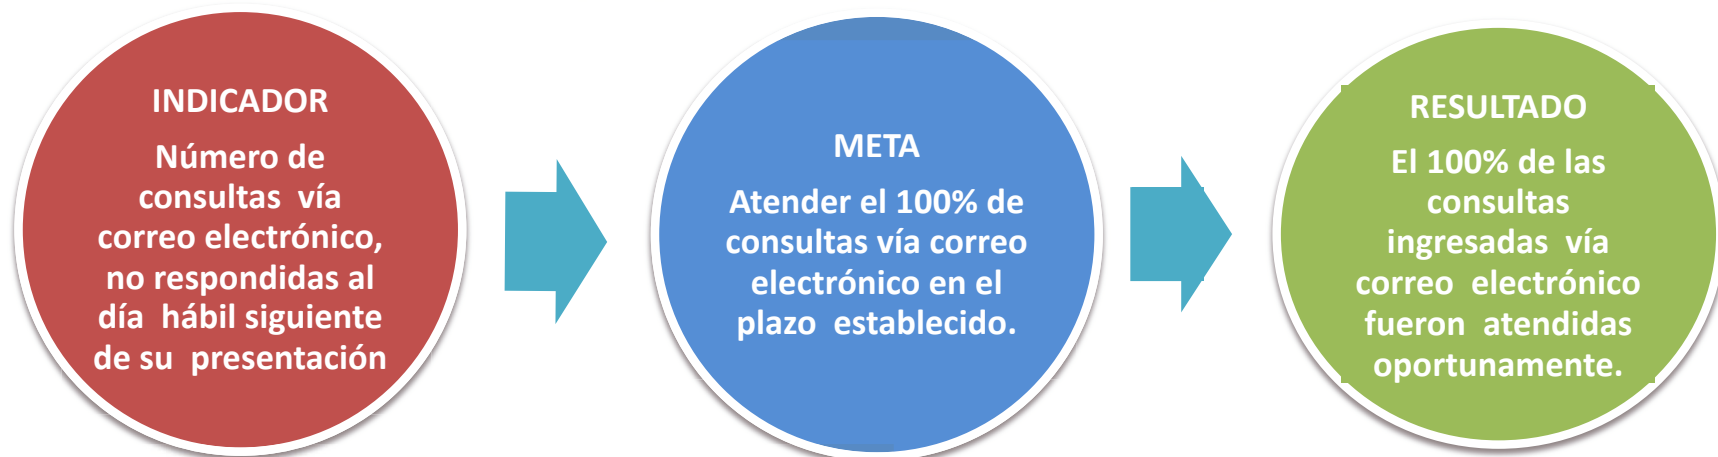 INDICADOR
Número de
consultas vía
correo electrónico,
no respondidas al
día hábil siguiente
de su presentación
META
Atender el 100% de
consultas vía correo
electrónico en el
plazo establecido.
RESULTADO
El 100% de las
consultas
ingresadas vía
correo electrónico
fueron atendidas
oportunamente.